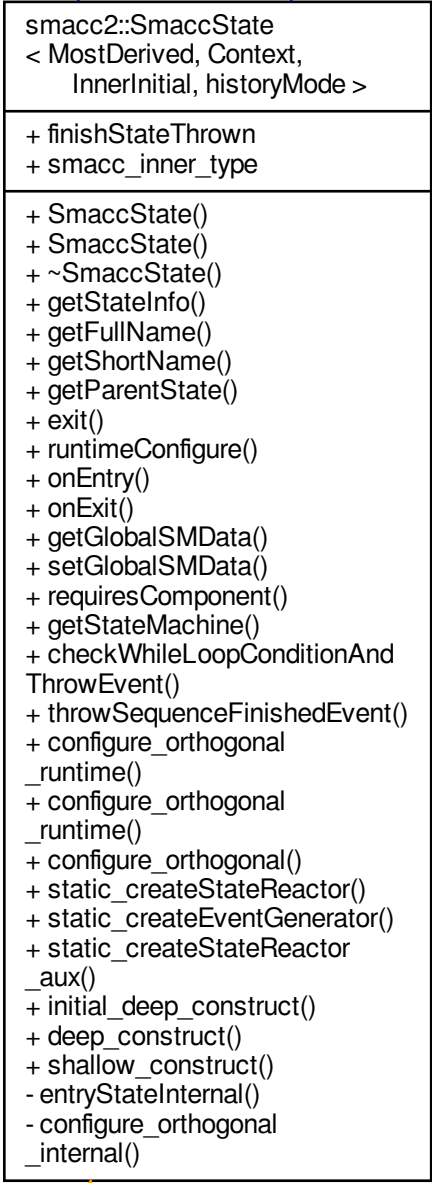 smacc2::SmaccState
< MostDerived, Context,
InnerInitial, historyMode >
+ finishStateThrown
+ smacc_inner_type
+ SmaccState()
+ SmaccState()
+ ~SmaccState()
+ getStateInfo()
+ getFullName()
+ getShortName()
+ getParentState()
+ exit()
+ runtimeConfigure()
+ onEntry()
+ onExit()
+ getGlobalSMData()
+ setGlobalSMData()
+ requiresComponent()
+ getStateMachine()
+ checkWhileLoopConditionAnd
ThrowEvent()
+ throwSequenceFinishedEvent()
+ configure_orthogonal
_runtime()
+ configure_orthogonal
_runtime()
+ configure_orthogonal()
+ static_createStateReactor()
+ static_createEventGenerator()
+ static_createStateReactor
_aux()
+ initial_deep_construct()
+ deep_construct()
+ shallow_construct()
- entryStateInternal()
- configure_orthogonal
_internal()